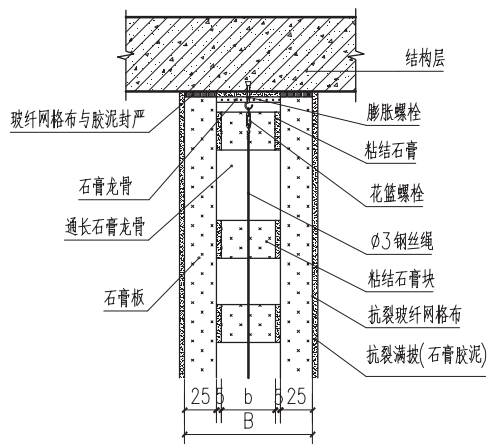 结构层
玻纤网格布与胶泥封严
膨胀螺栓
粘结石膏
石膏龙骨
花篮螺栓
通长石膏龙骨
ø3钢丝绳
粘结石膏块
石膏板
抗裂玻纤网格布
抗裂满披(石膏胶泥)
25 5 b 5 25
B